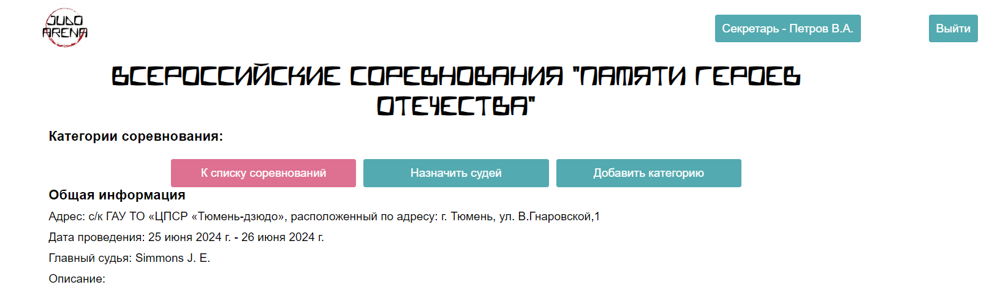 JUDO
ARENA
Секретарь - Петров В.А.
Выйти
ВСЕРОССИЙСКИЕ СОРЕВНОВАНИЯ "ПАМЯТИ ГЕРОЕВ
ОТЕЧЕСТВА"
Категории соревнования:
К списку соревнований
Назначить судей
Добавить категорию
Общая информация
Адрес: с/к ГАУ ТО «ЦПСР «Тюмень-дзюдо», расположенный по адресу: г. Тюмень, ул. В.Гнаровской,1
Дата проведения: 25 июня 2024 г. - 26 июня 2024 г.
Главный судья: Simmons J. E.
Описание: